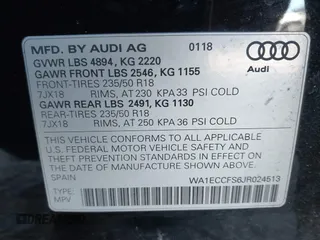 MFD. BY AUDI AG 0118
GVWR LBS 4894, KG 2220
GAWR FRONT LBS 2546, KG 1155
FRONT-TIRES 235/50 R18
7JX18 RIMS, AT 230 KPA 33 PSI COLD
GAWR REAR LBS 2491, KG 1130
REAR-TIRES 235/50 R18
7JX18 RIMS, AT 250 KPA 36 PSI COLD
Audi
THIS VEHICLE CONFORMS TO ALL APPLICABLE
U.S. FEDERAL MOTOR VEHICLE SAFETY AND
THEFT PREVENTION STANDARDS IN EFFECT ON
THE DATE OF MANUFACTURE SHOWN ABOVE.
TYPE: WA1ECCFS6JR024513
SPAIN